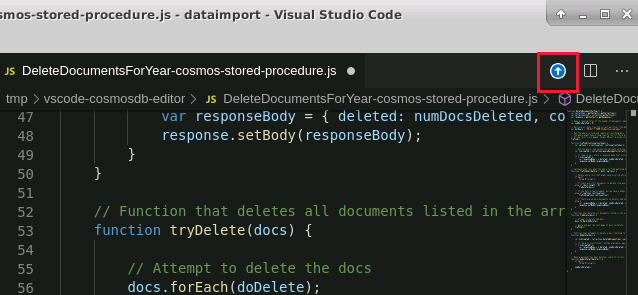 osmos-stored-procedure.js - dataimport - Visual Studio Code
JS DeleteDocumentsForYear-cosmos-stored-procedure.js
tmp > vscode-cosmosdb-editor > JS DeleteDocumentsForYear-cosmos-stored-procedure.js > DeleteDocum
47 var responseBody = { deleted: numDocsDeleted, co
48 response.setBody(responseBody);
49 }
50 }
51
52 // Function that deletes all documents listed in the arr
53 function tryDelete(docs) {
54
55 // Attempt to delete the docs
56 docs.forEach(doDelete);